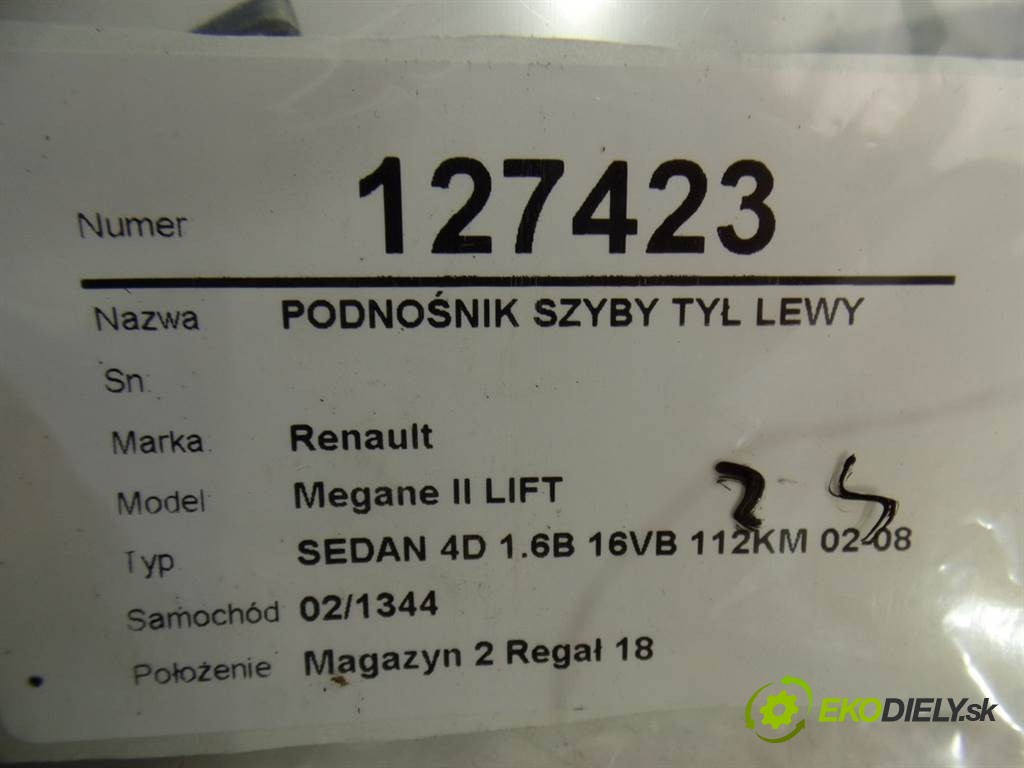 Numer 127423
Nazwa PODNOŚNIK SZYBY TYŁ LEWY
Sn:
Marka Renault
Model Megane II LIFT
Typ SEDAN 4D 1.6B 16VB 112KM 02-08
Samochód 02/1344
Położenie Magazyn 2 Regał 18
EKODIELY.sk